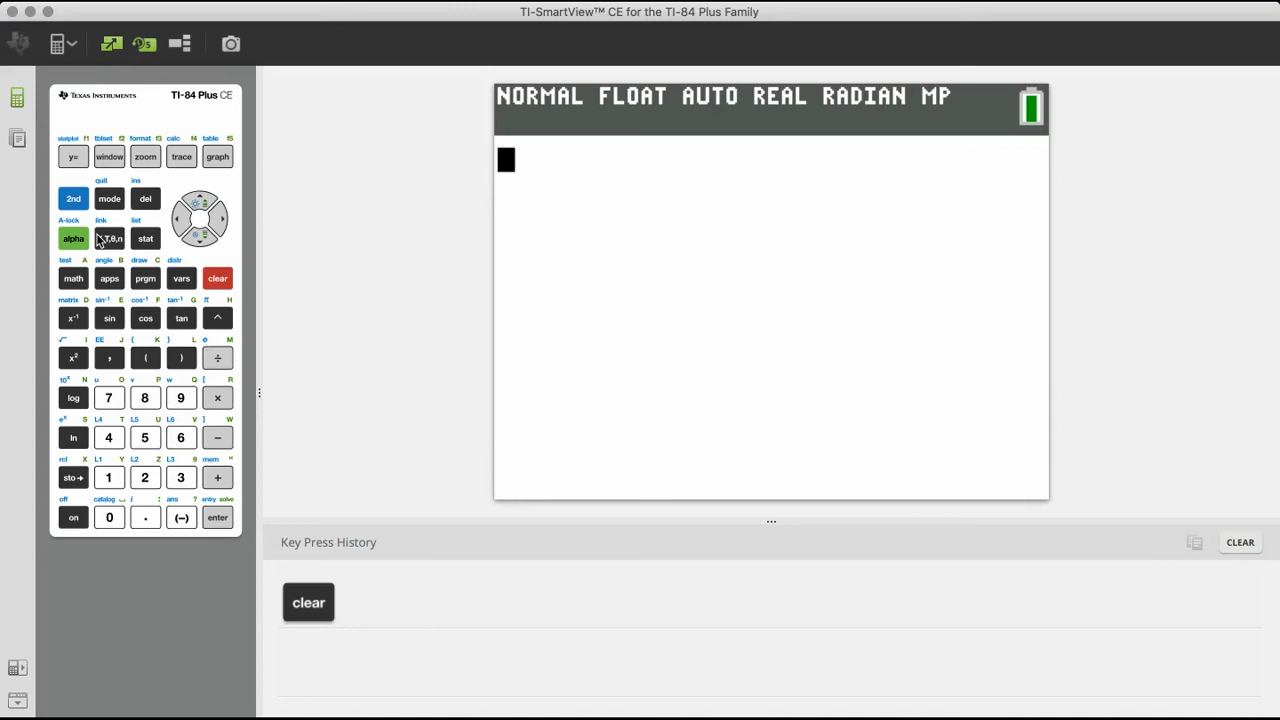 TI-SmartView™ CE for the TI-84 Plus Family
TEXAS INSTRUMENTS TI-84 Plus CE
statplot f1 tblset f2 format f3 calc f4 table f5
y= window zoom trace graph
quit ins
2nd mode del
A-lock link list
alpha X,T,θ,n stat
test A angle B draw C distr
math apps prgm vars clear
matrix D sin⁻¹ E cos⁻¹ F tan⁻¹ G π H
x⁻¹ sin cos tan ^
√ I EE J { K } L e M
x² , ( ) ÷
10ˣ N u O v P w Q [ R
log 7 8 9 ×
eˣ S L4 T L5 U L6 V ] W
ln 4 5 6 −
rcl X L1 Y L2 Z L3 θ mem "
sto→ 1 2 3 +
off catalog ⎵ i : ans ? entry solve
on 0 . (−) enter
NORMAL FLOAT AUTO REAL RADIAN MP
Key Press History
CLEAR
clear